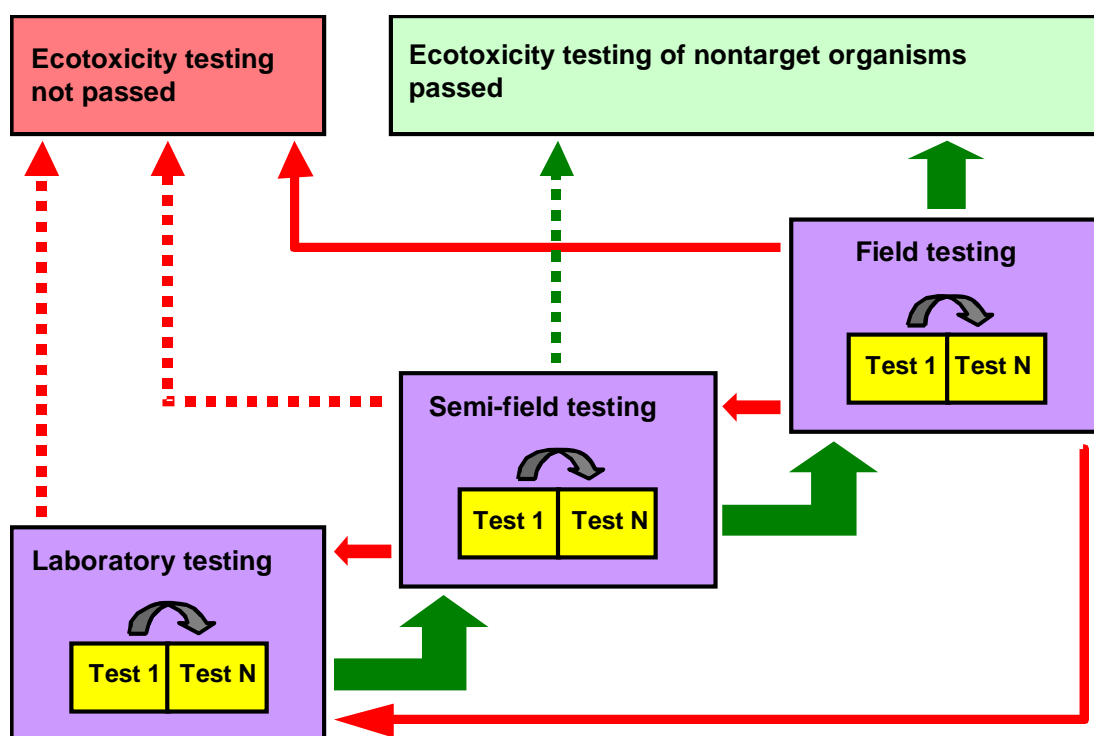 Ecotoxicity testing
not passed
Ecotoxicity testing of nontarget organisms
passed
Field testing
Test 1 Test N
Semi-field testing
Test 1 Test N
Laboratory testing
Test 1 Test N